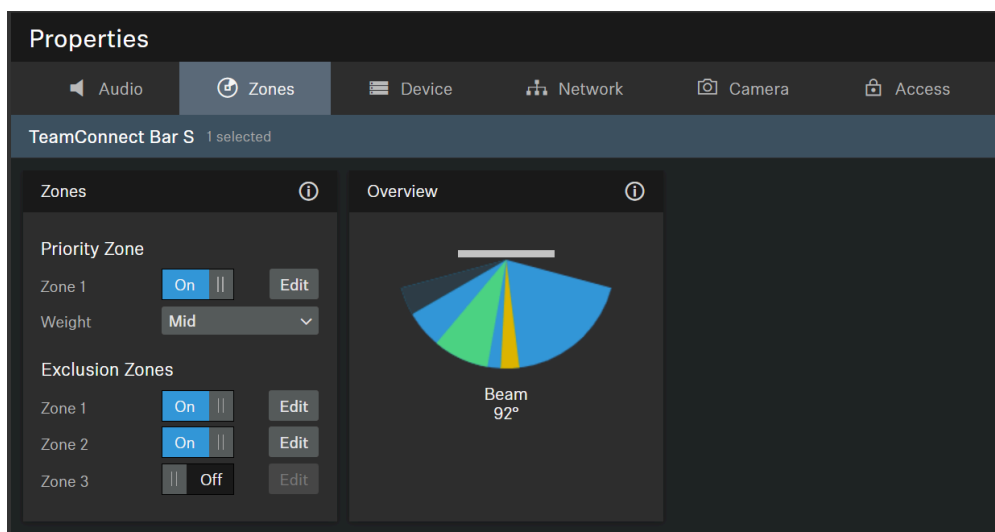 Properties
Audio Zones Device Network Camera Access
TeamConnect Bar S 1 selected
Zones
Overview
Priority Zone
Zone 1 On Edit
Weight Mid
Exclusion Zones
Zone 1 On Edit
Zone 2 On Edit
Zone 3 Off Edit
Beam
92°